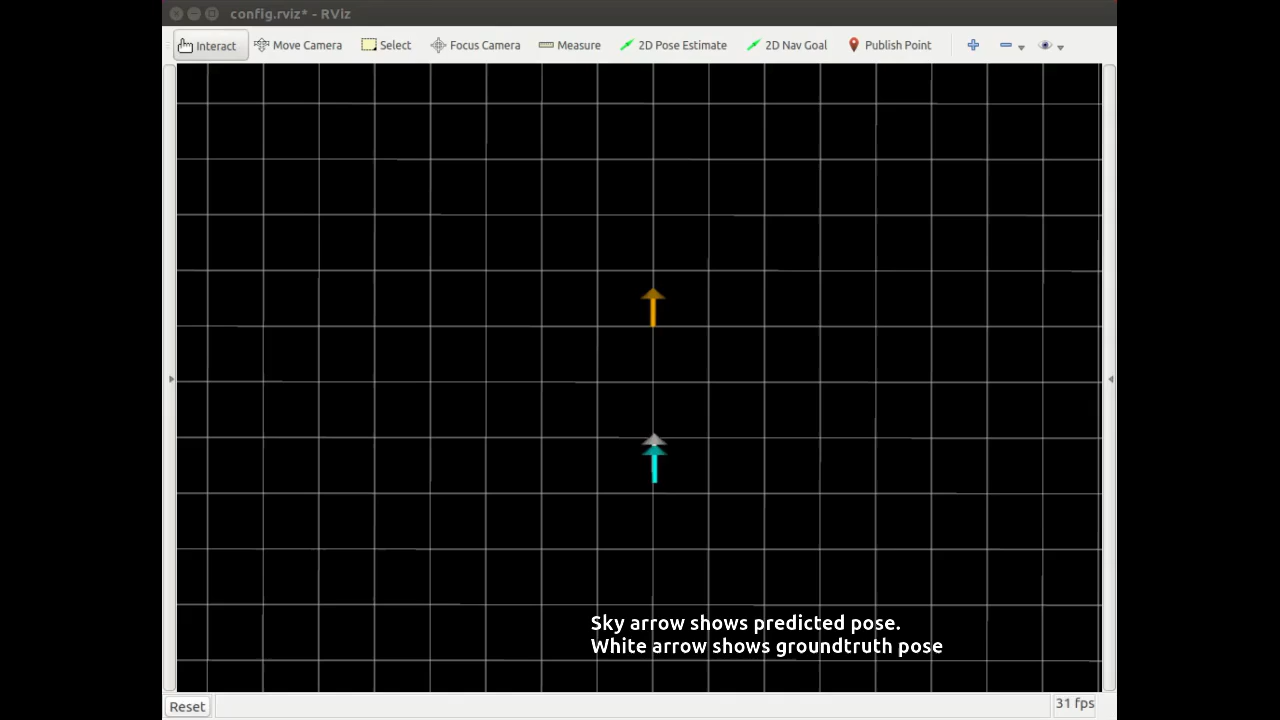 config.rviz* - RViz
Interact Move Camera Select Focus Camera Measure 2D Pose Estimate 2D Nav Goal Publish Point
Sky arrow shows predicted pose.
White arrow shows groundtruth pose
Reset 31 fps